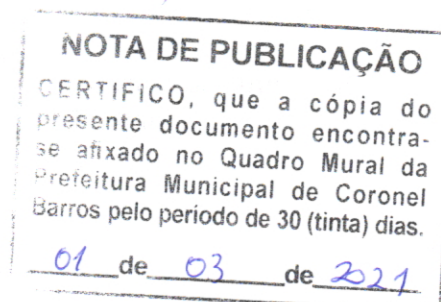 NOTA DE PUBLICAÇÃO
CERTIFICO, que a cópia do
presente documento encontra-
se afixado no Quadro Mural da
Prefeitura Municipal de Coronel
Barros pelo período de 30 (tinta) dias.
01 de 03 de 2021